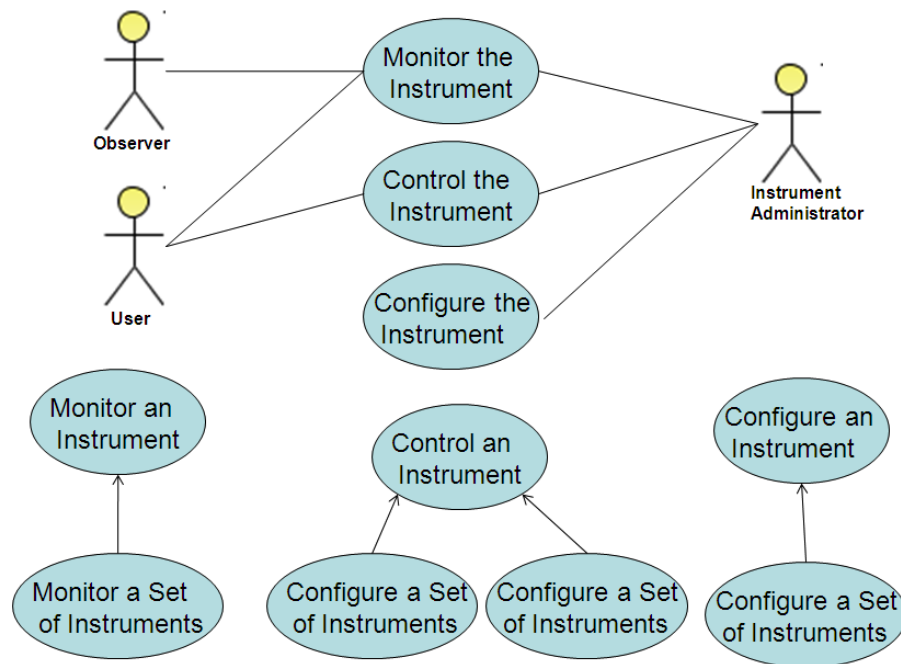 Monitor the
Instrument
Observer
Control the
Instrument
Instrument
Administrator
User
Configure the
Instrument
Monitor an
Instrument
Control an
Instrument
Configure an
Instrument
Monitor a Set
of Instruments
Configure a Set
of Instruments
Configure a Set
of Instruments
Configure a Set
of Instruments